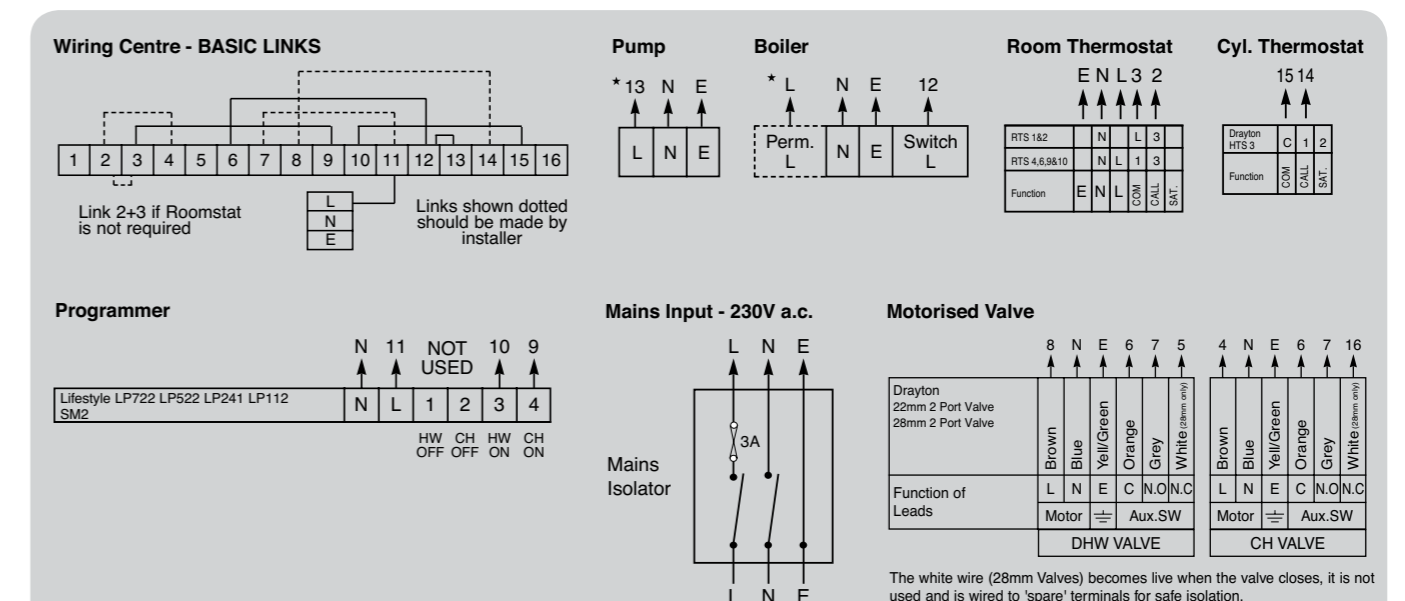 Wiring Centre - BASIC LINKS
1 2 3 4 5 6 7 8 9 10 11 12 13 14 15 16
Link 2+3 if Roomstat
is not required
L
N
E
Links shown dotted
should be made by
installer
Pump
★ 13 N E
L N E
Boiler
★ L N E 12
Perm. L N E Switch L
Room Thermostat
E N L 3 2
RTS 1&2 N L 3
RTS 4,6,9&10 N L 1 3
Function E N L COM CALL SAT.
Cyl. Thermostat
15 14
Drayton
HTS 3 C 1 2
Function COM CALL SAT.
Programmer
N 11 NOT USED 10 9
Lifestyle LP722 LP522 LP241 LP112
SM2
N L 1 2 3 4
HW CH HW CH
OFF OFF ON ON
Mains Input - 230V a.c.
L N E
3A
Mains
Isolator
L N E
Motorised Valve
8 N E 6 7 5
4 N E 6 7 16
Drayton
22mm 2 Port Valve
28mm 2 Port Valve
Brown Blue Yell/Green Orange Grey White (28mm only)
Brown Blue Yell/Green Orange Grey White (28mm only)
Function of
Leads
L N E C N.O N.C
L N E C N.O N.C
Motor Aux.SW
Motor Aux.SW
DHW VALVE
CH VALVE
The white wire (28mm Valves) becomes live when the valve closes, it is not
used and is wired to 'spare' terminals for safe isolation.